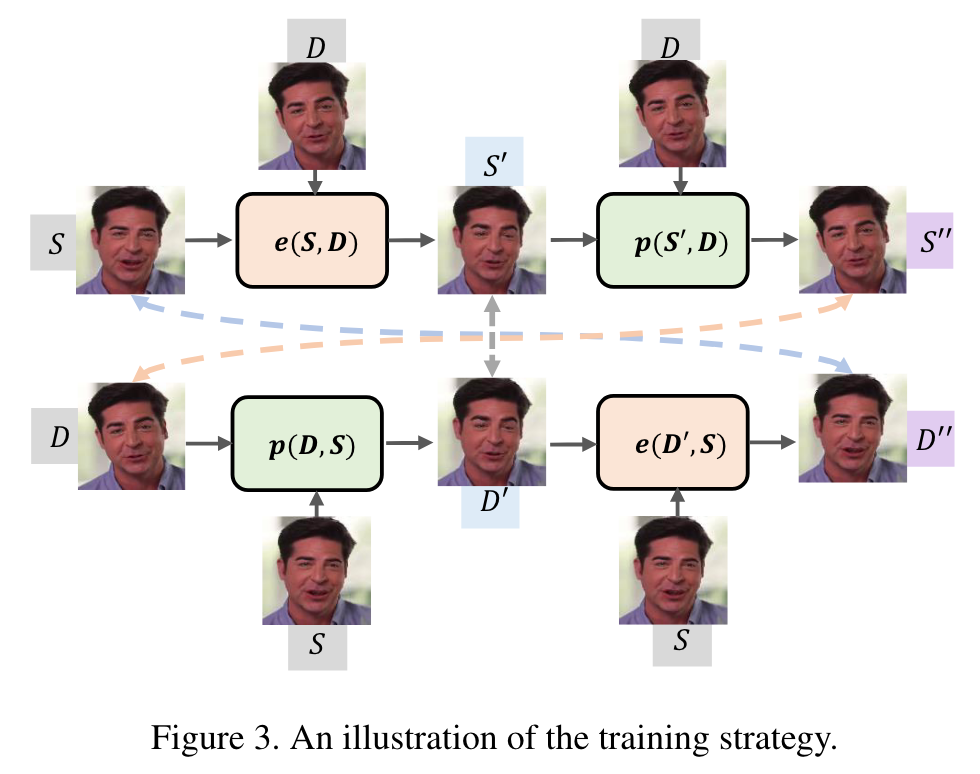 D
D
S′
S
e(S, D)
p(S′, D)
S′′
D
p(D, S)
e(D′, S)
D′′
D′
S
S
Figure 3. An illustration of the training strategy.